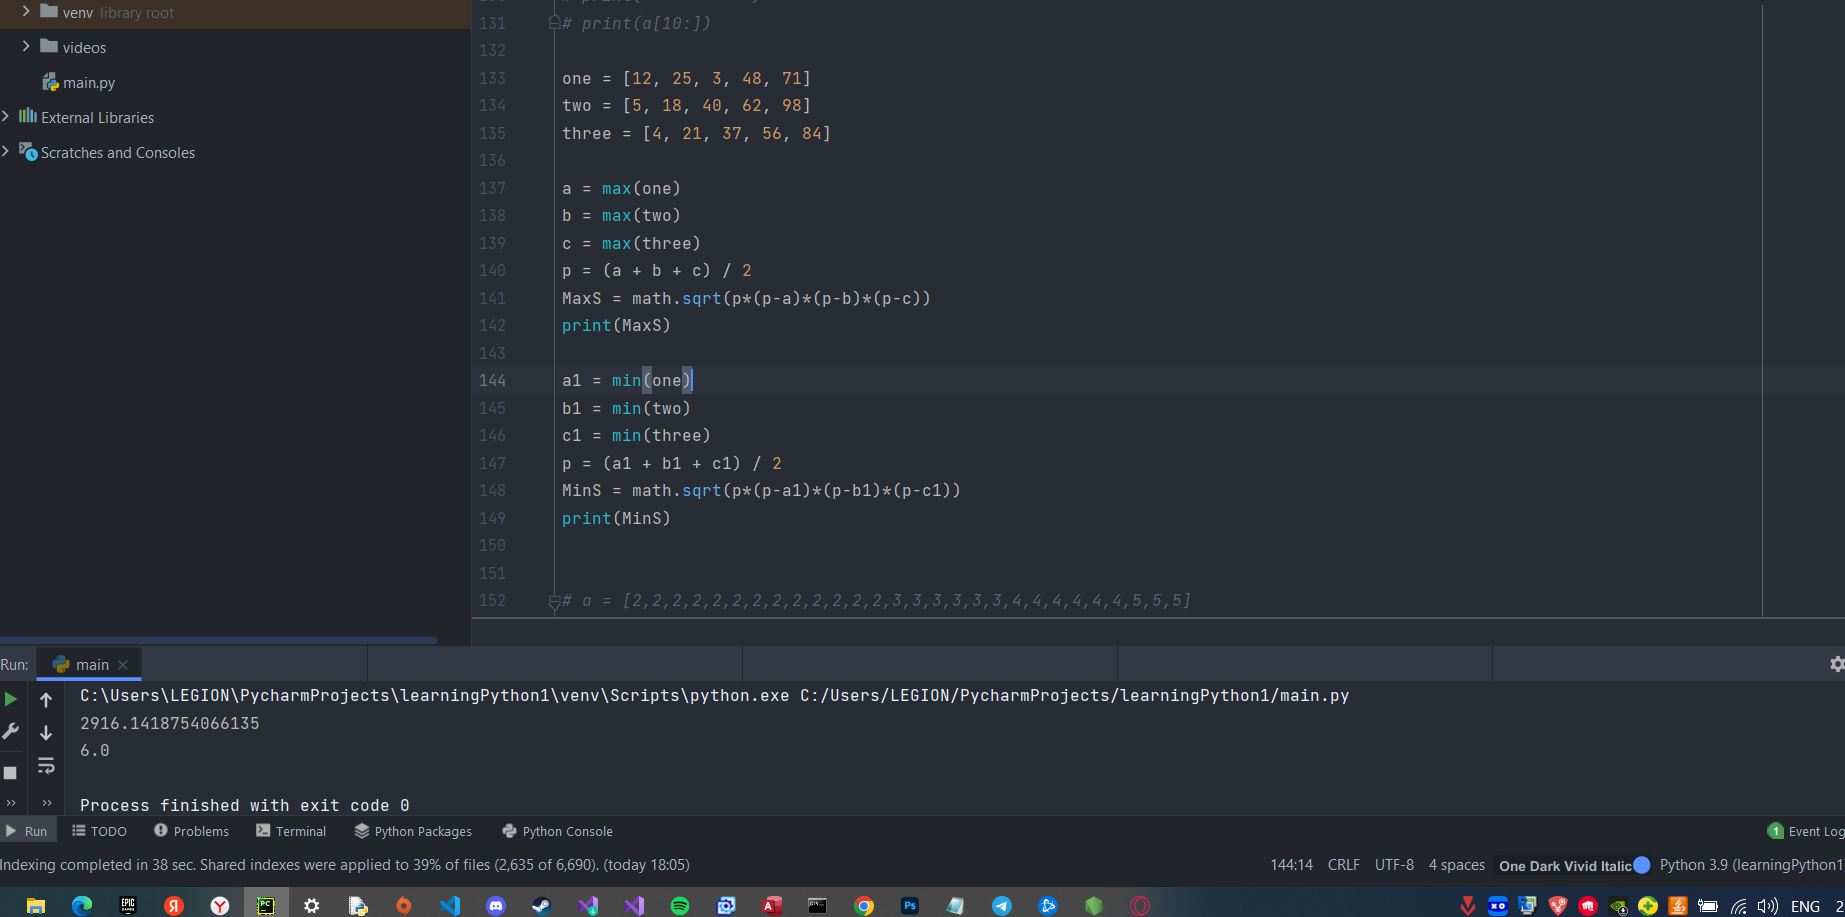 venv library root
videos
main.py
External Libraries
Scratches and Consoles
131 # print(a[10:])
132
133 one = [12, 25, 3, 48, 71]
134 two = [5, 18, 40, 62, 98]
135 three = [4, 21, 37, 56, 84]
136
137 a = max(one)
138 b = max(two)
139 c = max(three)
140 p = (a + b + c) / 2
141 MaxS = math.sqrt(p*(p-a)*(p-b)*(p-c))
142 print(MaxS)
143
144 a1 = min(one)
145 b1 = min(two)
146 c1 = min(three)
147 p = (a1 + b1 + c1) / 2
148 MinS = math.sqrt(p*(p-a1)*(p-b1)*(p-c1))
149 print(MinS)
150
151
152 # a = [2,2,2,2,2,2,2,2,2,2,2,2,2,3,3,3,3,3,3,4,4,4,4,4,4,5,5,5]
Run: main
C:\Users\LEGION\PycharmProjects\learningPython1\venv\Scripts\python.exe C:/Users/LEGION/PycharmProjects/learningPython1/main.py
2916.1418754066135
6.0
Process finished with exit code 0
Run TODO Problems Terminal Python Packages Python Console 1 Event Log
Indexing completed in 38 sec. Shared indexes were applied to 39% of files (2,635 of 6,690). (today 18:05) 144:14 CRLF UTF-8 4 spaces One Dark Vivid Italic Python 3.9 (learningPython1
EPIC GAMES Я Y PC A Ps ENG 2